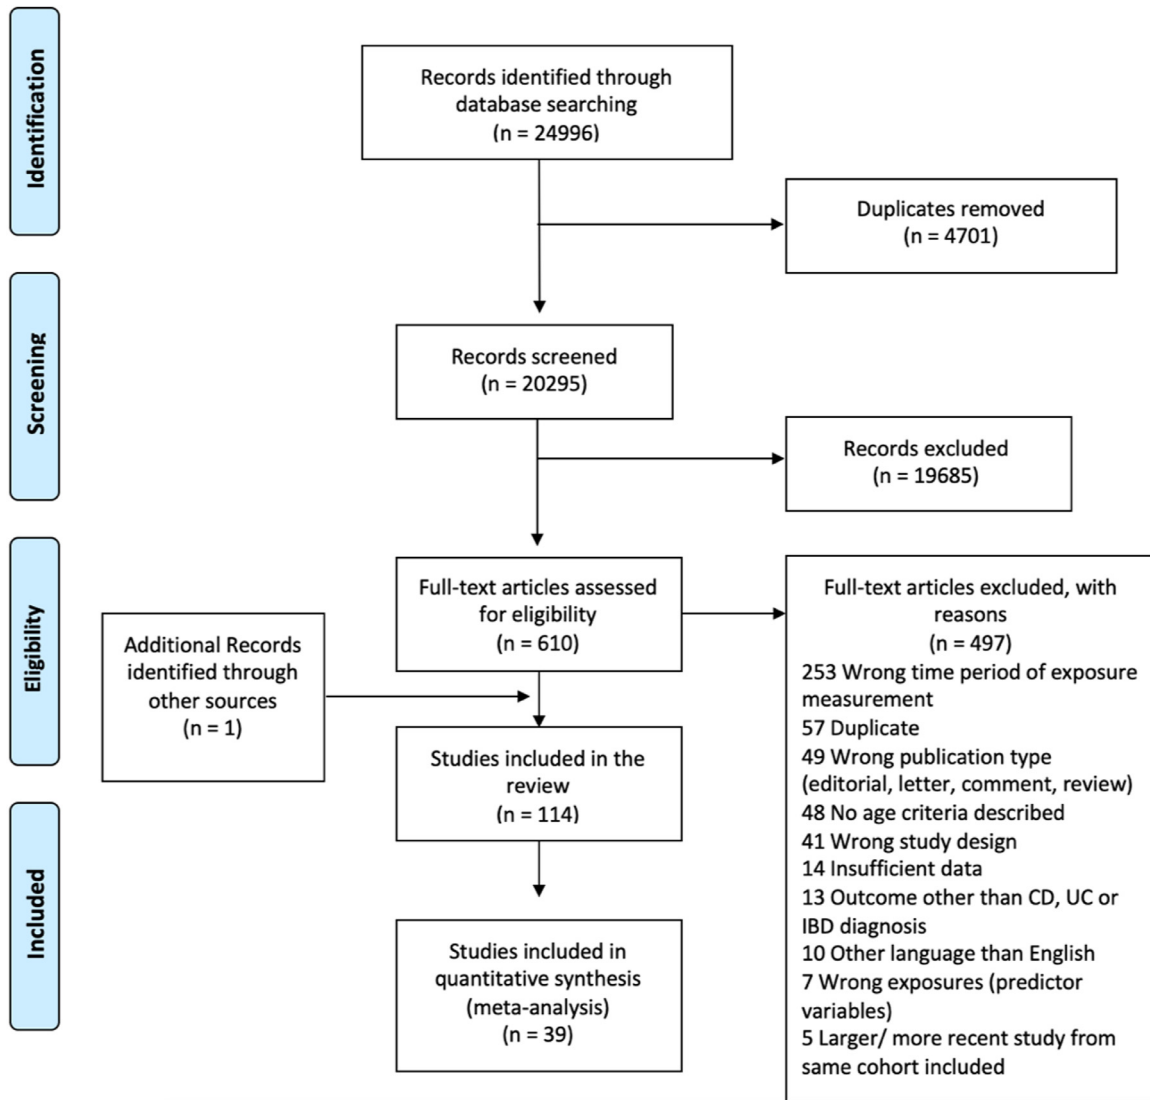 Identification
Records identified through
database searching
(n = 24996)
Duplicates removed
(n = 4701)
Screening
Records screened
(n = 20295)
Records excluded
(n = 19685)
Eligibility
Full-text articles assessed
for eligibility
(n = 610)
Full-text articles excluded, with
reasons
(n = 497)
253 Wrong time period of exposure
measurement
57 Duplicate
49 Wrong publication type
(editorial, letter, comment, review)
48 No age criteria described
41 Wrong study design
14 Insufficient data
13 Outcome other than CD, UC or
IBD diagnosis
10 Other language than English
7 Wrong exposures (predictor
variables)
5 Larger/ more recent study from
same cohort included
Additional Records
identified through
other sources
(n = 1)
Studies included in the
review
(n = 114)
Included
Studies included in
quantitative synthesis
(meta-analysis)
(n = 39)